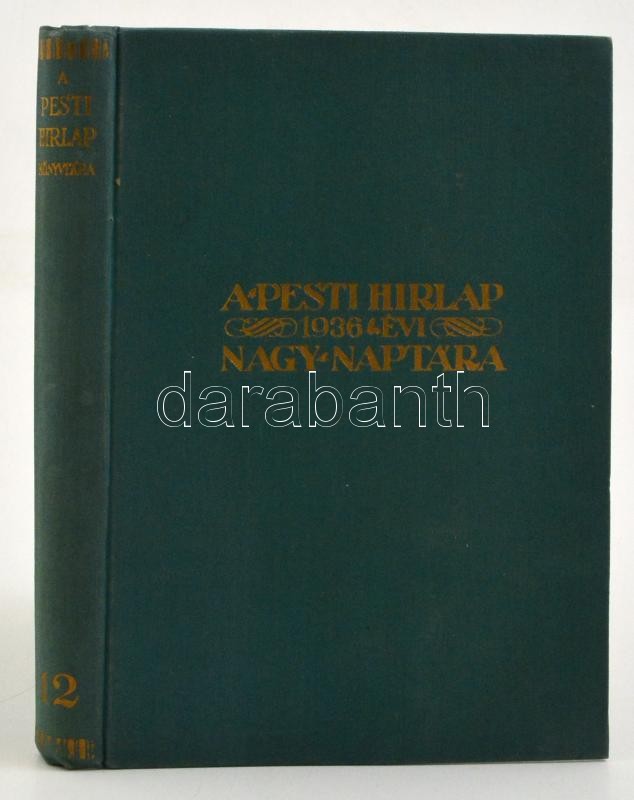 A
PESTI
HIRLAP
KÖNYVTÁRA
12
A PESTI HIRLAP
1936 ÉVI
NAGY NAPTÁRA
darabanth